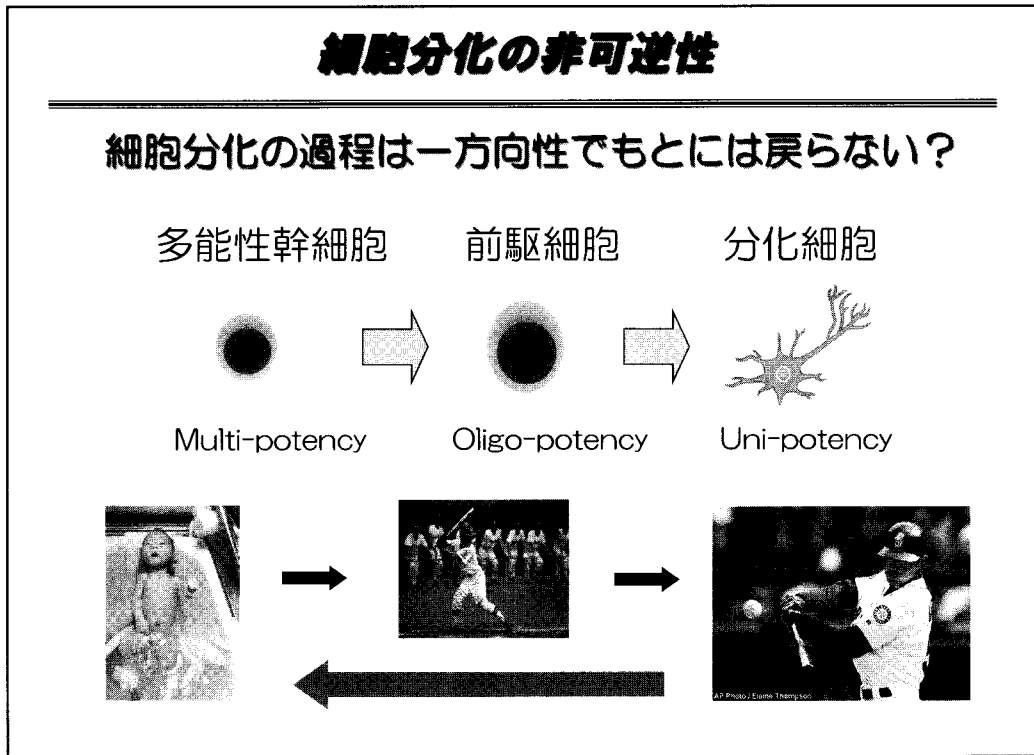 細胞分化の非可逆性
細胞分化の過程は一方向性でもとには戻らない？
多能性幹細胞 前駆細胞 分化細胞
Multi-potency Oligo-potency Uni-potency
AP Photo / Elaine Thompson